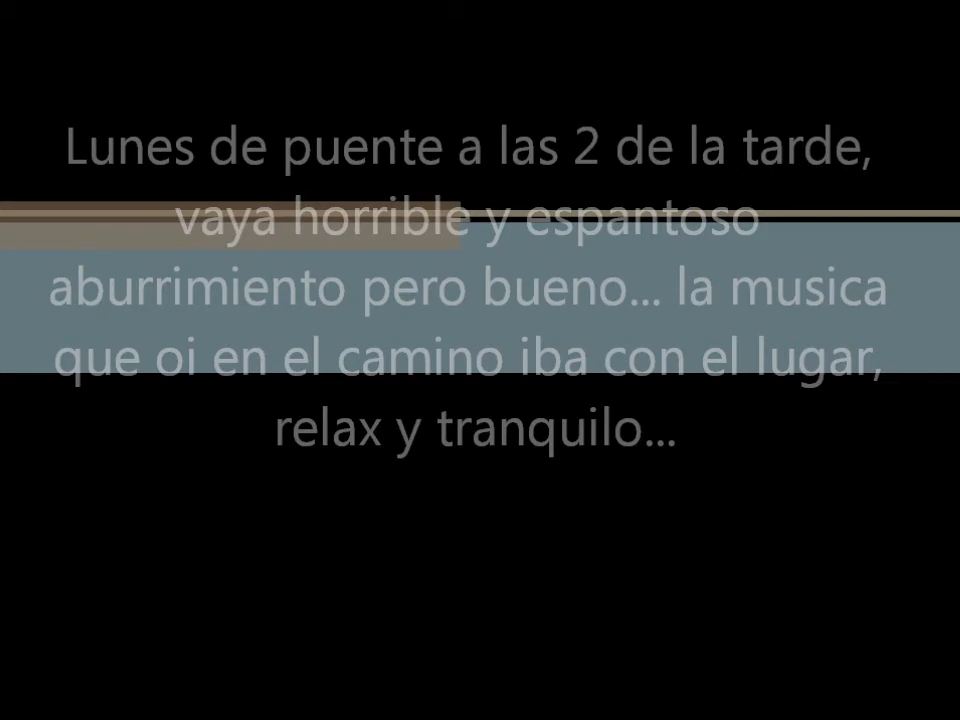 Lunes de puente a las 2 de la tarde,
vaya horrible y espantoso
aburrimiento pero bueno... la musica
que oi en el camino iba con el lugar,
relax y tranquilo...